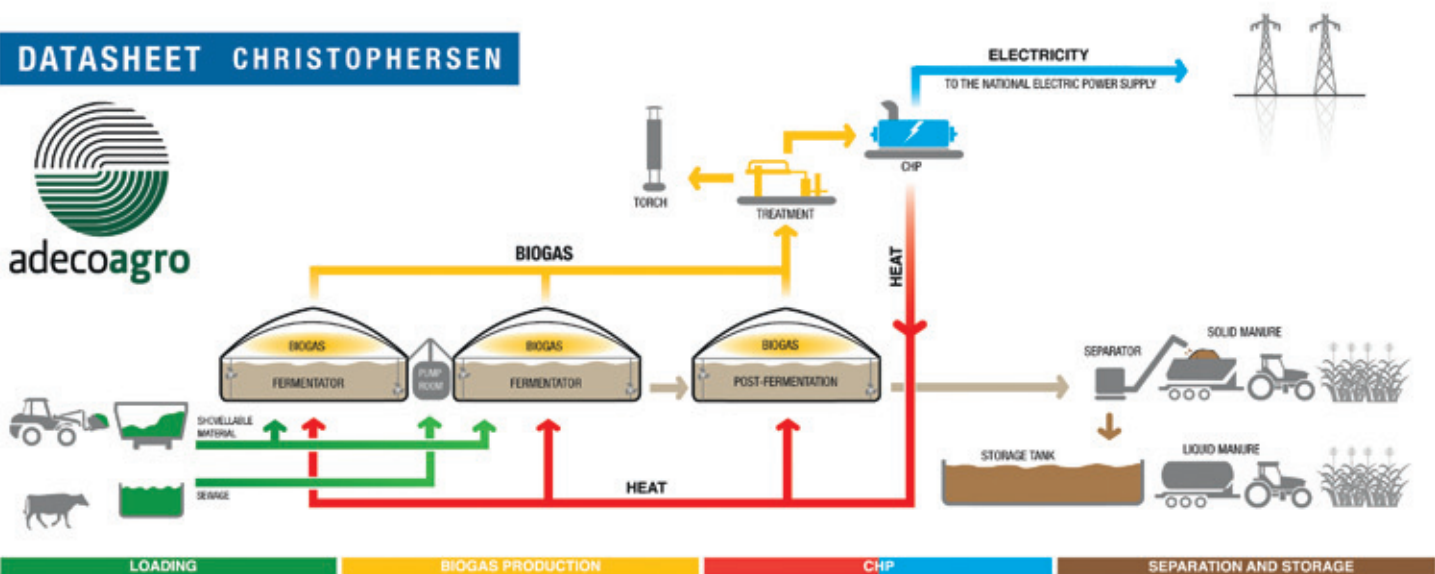 DATASHEET CHRISTOPHERSEN
adecoagro
ELECTRICITY
TO THE NATIONAL ELECTRIC POWER SUPPLY
CHP
TORCH
TREATMENT
BIOGAS
HEAT
BIOGAS
FERMENTATOR
PUMP
ROOM
BIOGAS
FERMENTATOR
BIOGAS
POST-FERMENTATION
SEPARATOR
SOLID MANURE
SHOVELLABLE
MATERIAL
SEWAGE
HEAT
STORAGE TANK
LIQUID MANURE
LOADING
BIOGAS PRODUCTION
CHP
SEPARATION AND STORAGE